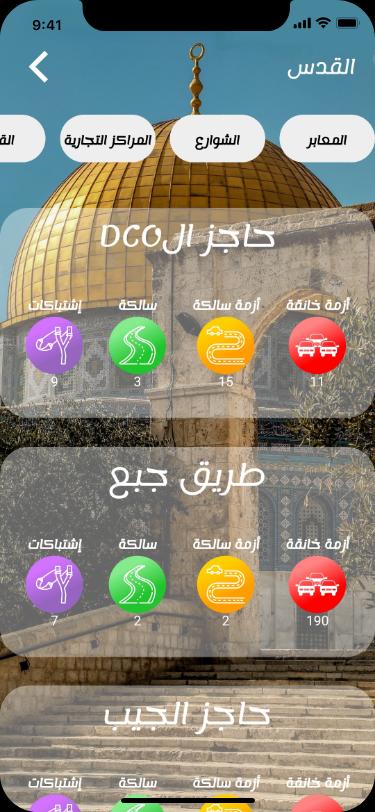 9:41
القدس
المعابر الشوارع المراكز التجارية
حاجز الDCO
أزمة خانقة أزمة سالكة سالكة إشتباكات
11 15 3 9
طريق جبع
أزمة خانقة أزمة سالكة سالكة إشتباكات
190 2 2 7
حاجز الجيب
أزمة خانقة أزمة سالكة سالكة إشتباكات